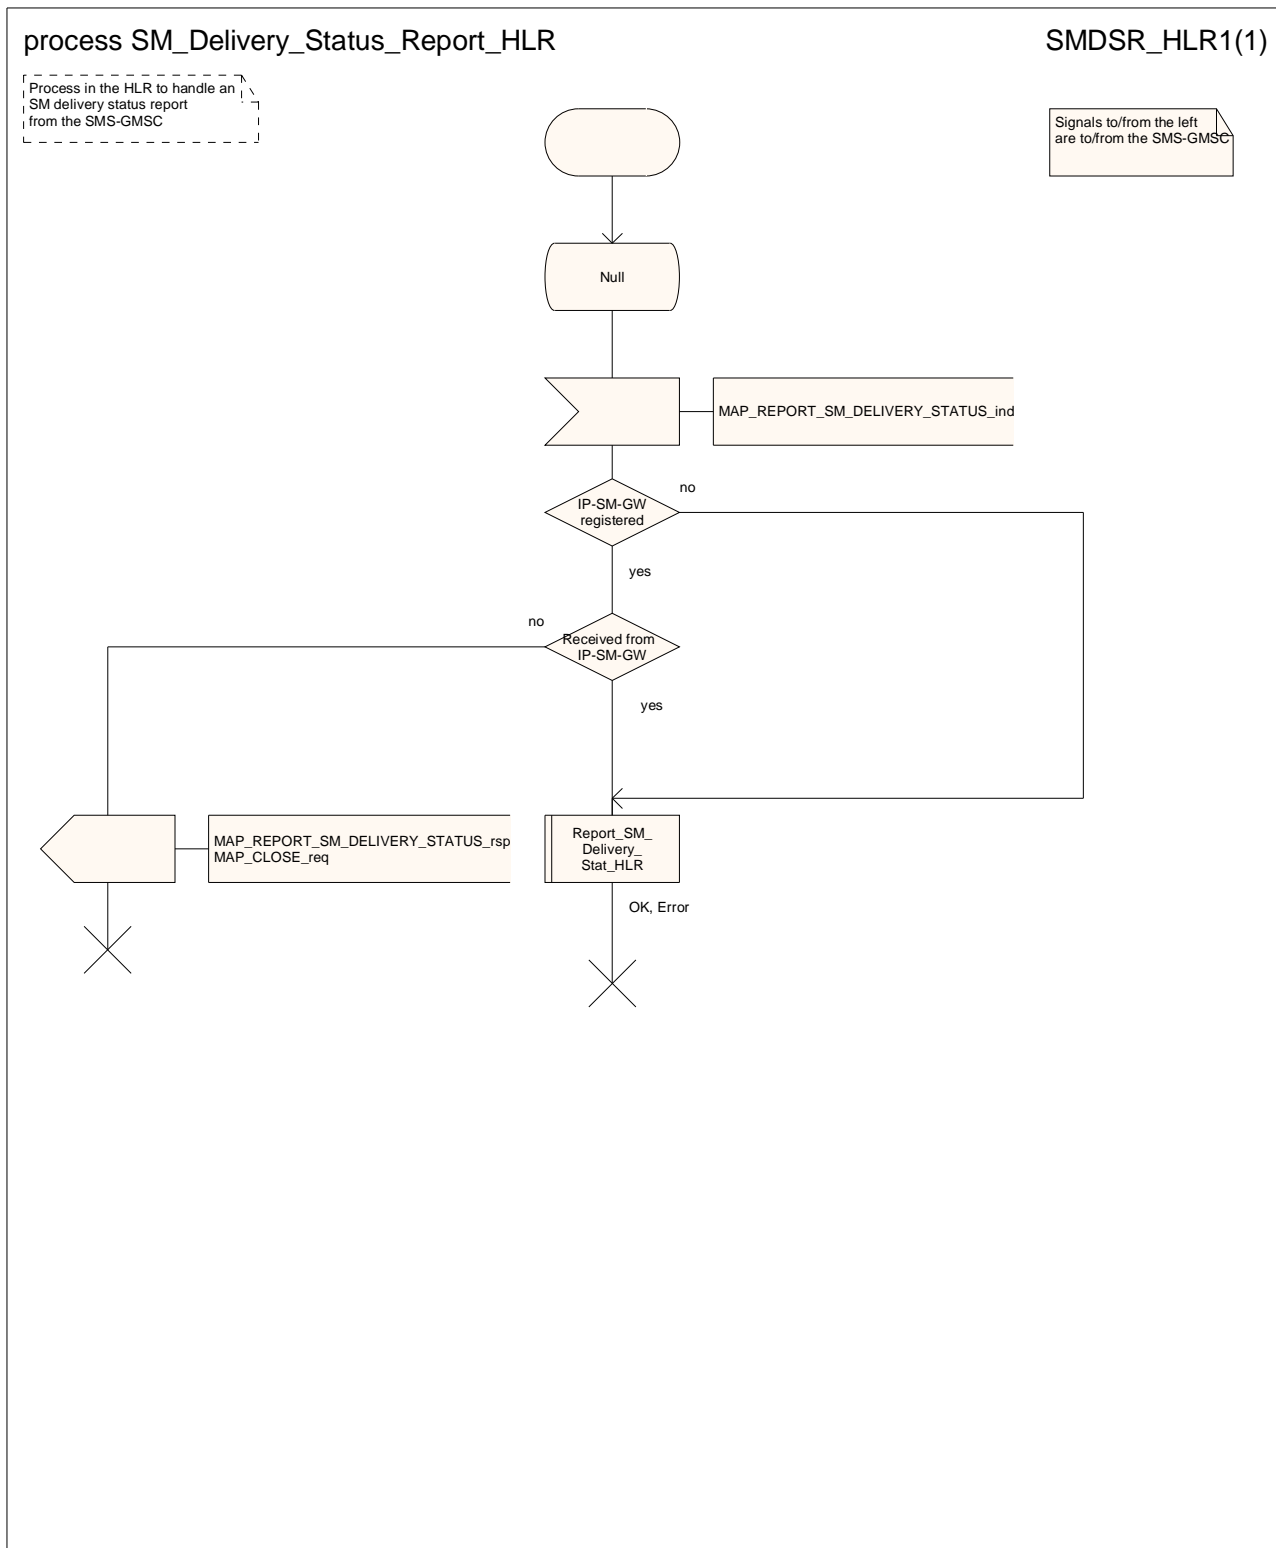 process SM_Delivery_Status_Report_HLR
SMDSR_HLR1(1)
Process in the HLR to handle an
SM delivery status report
from the SMS-GMSC
Signals to/from the left
are to/from the SMS-GMSC
Null
MAP_REPORT_SM_DELIVERY_STATUS_ind
IP-SM-GW
registered
no
yes
Received from
IP-SM-GW
no
yes
MAP_REPORT_SM_DELIVERY_STATUS_rsp
MAP_CLOSE_req
Report_SM_
Delivery_
Stat_HLR
OK, Error